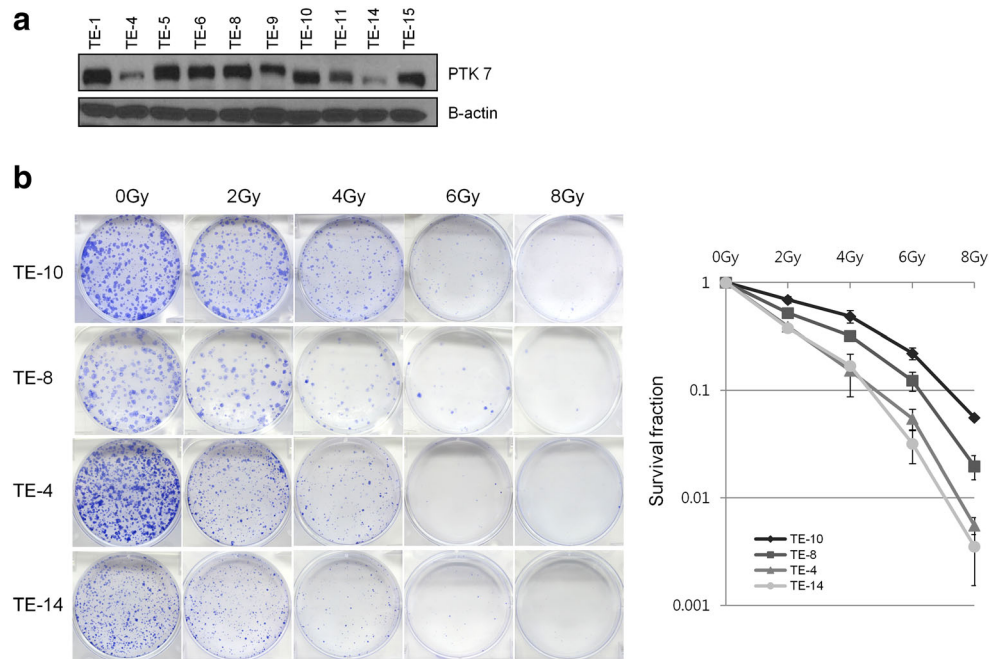 a
TE-1 TE-4 TE-5 TE-6 TE-8 TE-9 TE-10 TE-11 TE-14 TE-15
PTK 7
B-actin
b
0Gy 2Gy 4Gy 6Gy 8Gy
TE-10
TE-8
TE-4
TE-14
0Gy 2Gy 4Gy 6Gy 8Gy
1
0.1
0.01
0.001
Survival fraction
TE-10
TE-8
TE-4
TE-14